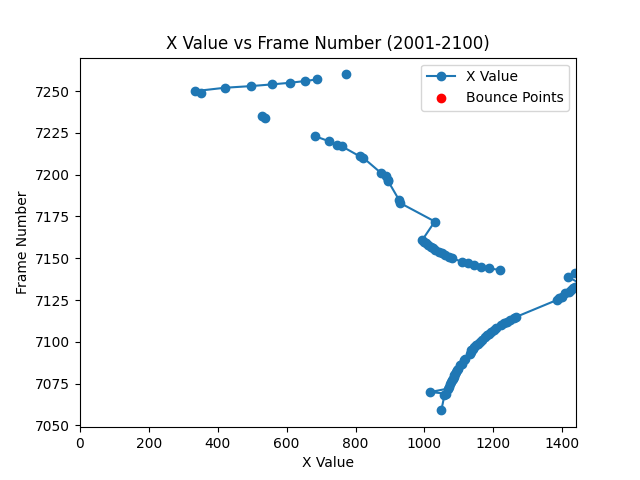 X Value vs Frame Number (2001-2100)
X Value
Bounce Points
Frame Number
7250
7225
7200
7175
7150
7125
7100
7075
7050
0 200 400 600 800 1000 1200 1400
X Value